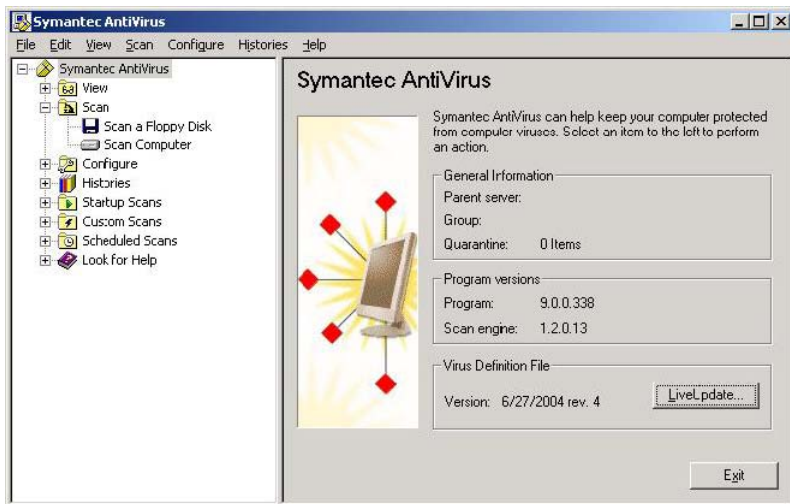 Symantec AntiVirus
File Edit View Scan Configure Histories Help
Symantec AntiVirus
View
Scan
Scan a Floppy Disk
Scan Computer
Configure
Histories
Startup Scans
Custom Scans
Scheduled Scans
Look for Help
Symantec AntiVirus
Symantec AntiVirus can help keep your computer protected
from computer viruses. Select an item to the left to perform
an action.
General Information
Parent server:
Group:
Quarantine: 0 Items
Program versions
Program: 9.0.0.338
Scan engine: 1.2.0.13
Virus Definition File
Version: 6/27/2004 rev. 4
LiveUpdate...
Exit